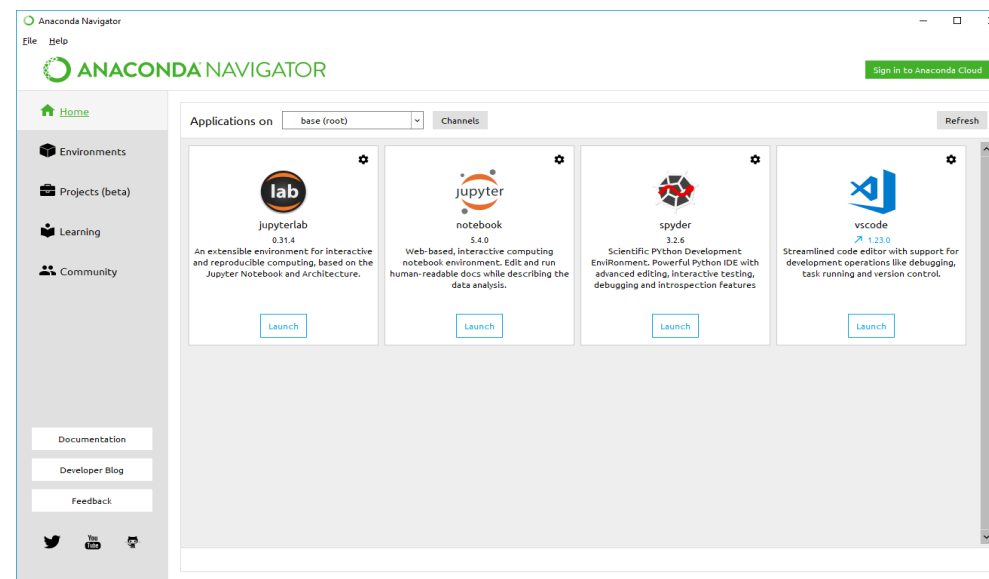 Anaconda Navigator
File Help
ANACONDA NAVIGATOR
Sign in to Anaconda Cloud
Home
Environments
Projects (beta)
Learning
Community
Documentation
Developer Blog
Feedback
You
Tube
Applications on base (root) Channels Refresh
lab
jupyterlab
0.31.4
An extensible environment for interactive
and reproducible computing, based on the
Jupyter Notebook and Architecture.
Launch
jupyter
notebook
5.4.0
Web-based, interactive computing
notebook environment. Edit and run
human-readable docs while describing the
data analysis.
Launch
spyder
3.2.6
Scientific PYthon Development
EnviRonment. Powerful Python IDE with
advanced editing, interactive testing,
debugging and introspection features
Launch
vscode
1.23.0
Streamlined code editor with support for
development operations like debugging,
task running and version control.
Launch